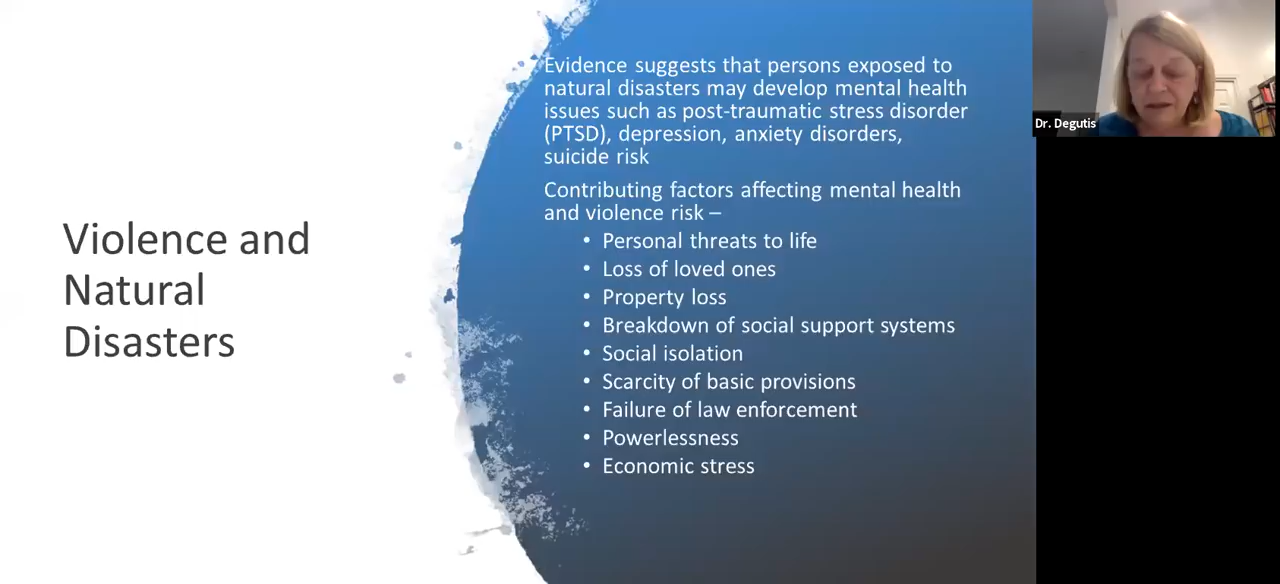 Violence and
Natural
Disasters
Evidence suggests that persons exposed to
natural disasters may develop mental health
issues such as post-traumatic stress disorder
(PTSD), depression, anxiety disorders,
suicide risk
Contributing factors affecting mental health
and violence risk –
• Personal threats to life
• Loss of loved ones
• Property loss
• Breakdown of social support systems
• Social isolation
• Scarcity of basic provisions
• Failure of law enforcement
• Powerlessness
• Economic stress
Dr. Degutis